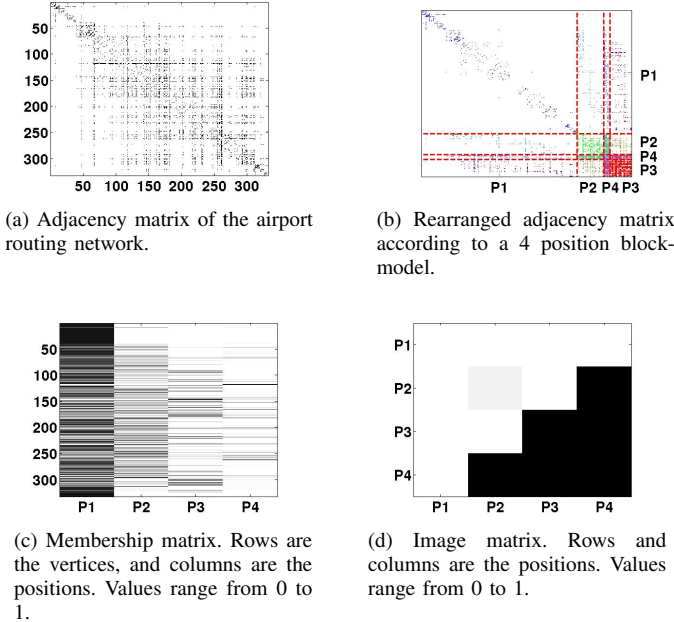 50
100
150
200
250
300
50 100 150 200 250 300
(a) Adjacency matrix of the airport
routing network.
P1
P2
P4
P3
P1 P2 P4 P3
(b) Rearranged adjacency matrix
according to a 4 position block-
model.
50
100
150
200
250
300
P1 P2 P3 P4
(c) Membership matrix. Rows are
the vertices, and columns are the
positions. Values range from 0 to
1.
P1
P2
P3
P4
P1 P2 P3 P4
(d) Image matrix. Rows and
columns are the positions. Values
range from 0 to 1.